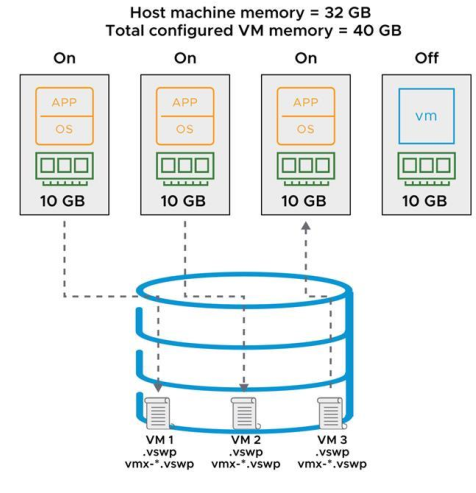 Host machine memory = 32 GB
Total configured VM memory = 40 GB
On On On Off
APP APP APP
OS OS OS vm
10 GB 10 GB 10 GB 10 GB
VM 1 VM 2 VM 3
.vswp .vswp .vswp
vmx-*.vswp vmx-*.vswp vmx-*.vswp